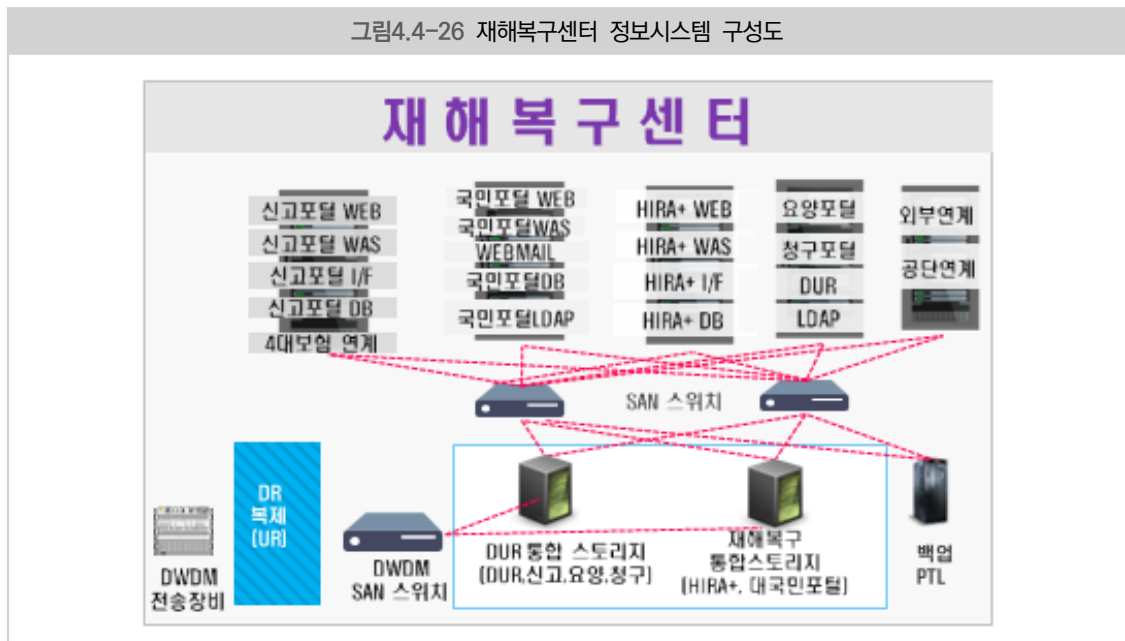 그림4.4-26 재해복구센터 정보시스템 구성도
재해복구센터
신고포털 WEB
신고포털 WAS
신고포털 I/F
신고포털 DB
4대보험 연계
국민포털 WEB
국민포털WAS
WEBMAIL
국민포털DB
국민포털LDAP
HIRA+ WEB
HIRA+ WAS
HIRA+ I/F
HIRA+ DB
요양포털
청구포털
DUR
LDAP
외부연계
공단연계
SAN 스위치
DWDM
전송장비
DR
복제
(UR)
DWDM
SAN 스위치
DUR 통합 스토리지
(DUR,신고,요양,청구)
재해복구
통합스토리지
(HIRA+, 대국민포털)
백업
PTL